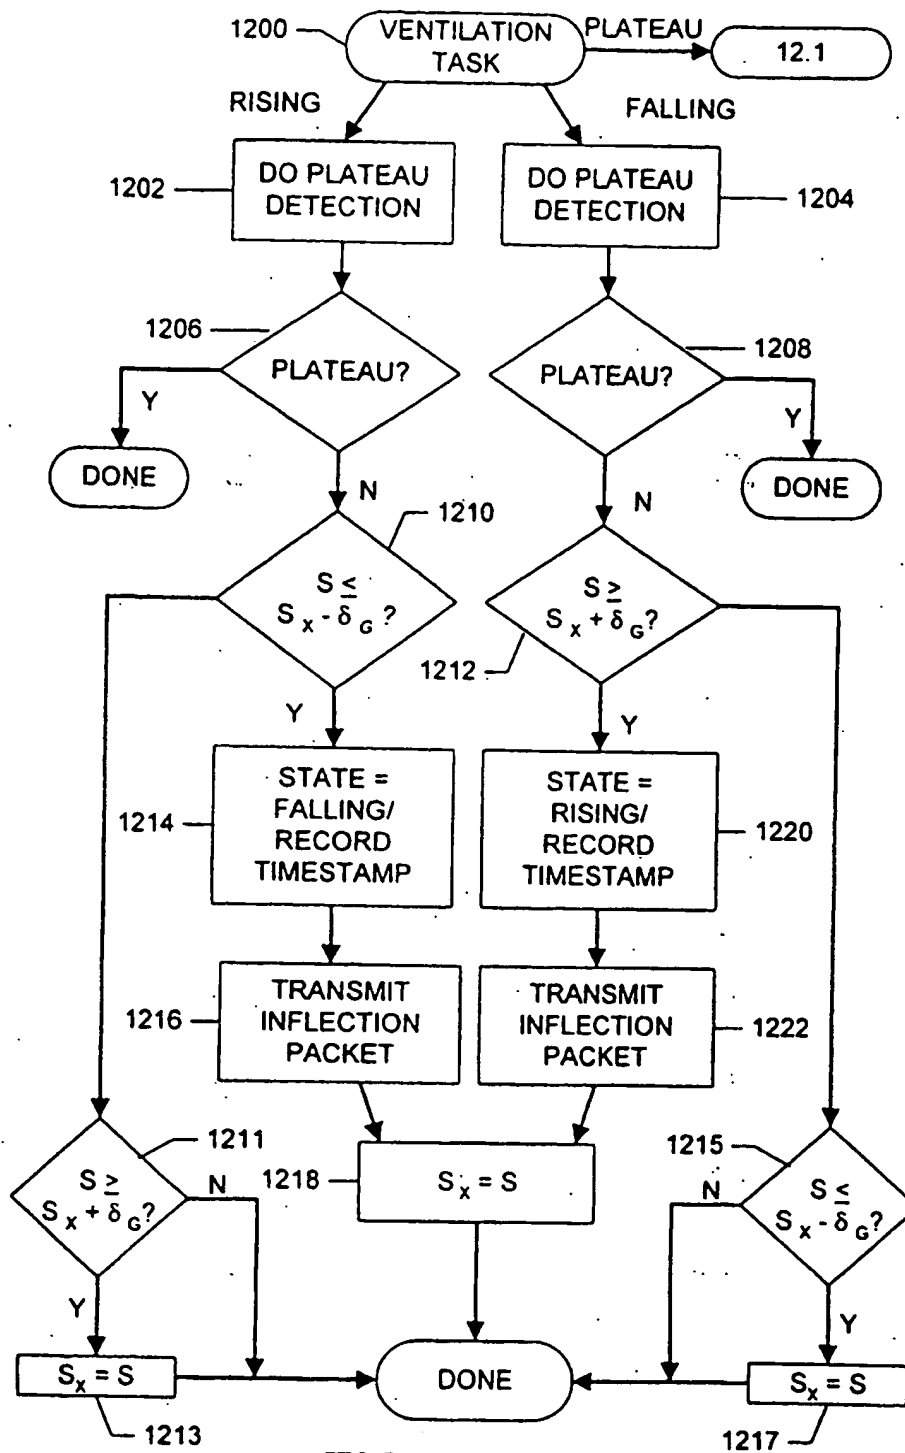 1200
VENTILATION
TASK
PLATEAU
12.1
RISING
FALLING
1202
DO PLATEAU
DETECTION
DO PLATEAU
DETECTION
1204
1206
PLATEAU?
1208
PLATEAU?
Y
DONE
N
Y
DONE
N
1210
S ≤
S_X - δ_G ?
S ≥
S_X + δ_G?
1212
Y
Y
1214
STATE =
FALLING/
RECORD
TIMESTAMP
STATE =
RISING/
RECORD
TIMESTAMP
1220
1216
TRANSMIT
INFLECTION
PACKET
TRANSMIT
INFLECTION
PACKET
1222
1211
S ≥
S_X + δ_G?
N
1218
S_X = S
1215
S ≤
S_X - δ_G?
N
Y
Y
S_X = S
DONE
S_X = S
1213
1217